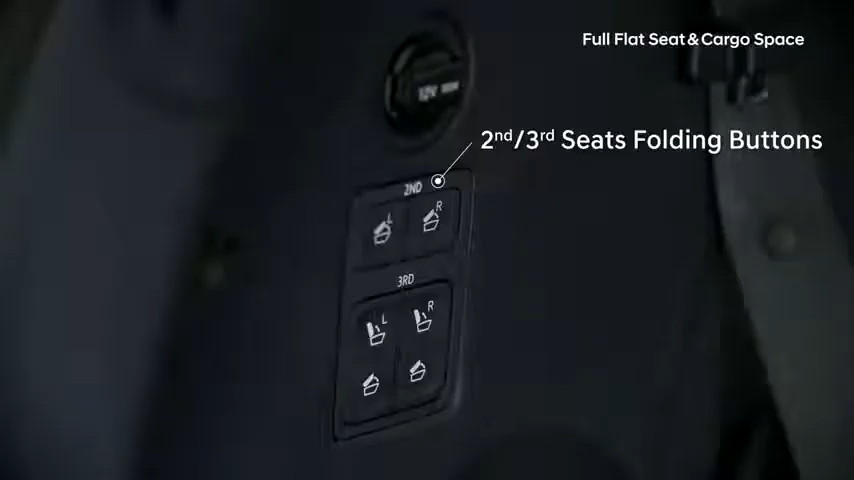 Full Flat Seat & Cargo Space
12V
2nd/3rd Seats Folding Buttons
2ND
L R
3RD
L R